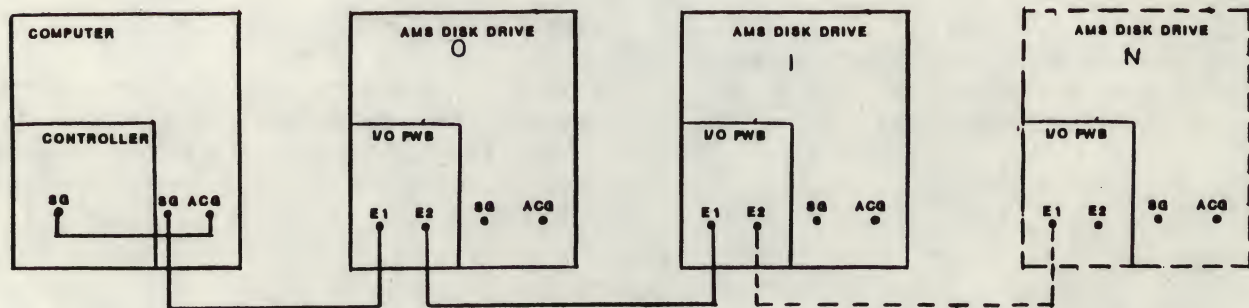 COMPUTER
CONTROLLER
SG
SG ACG
AMS DISK DRIVE
0
I/O PWB
E1 E2
SG ACG
AMS DISK DRIVE
1
I/O PWB
E1 E2
SG ACG
AMS DISK DRIVE
N
I/O PWB
E1 E2
SG ACG